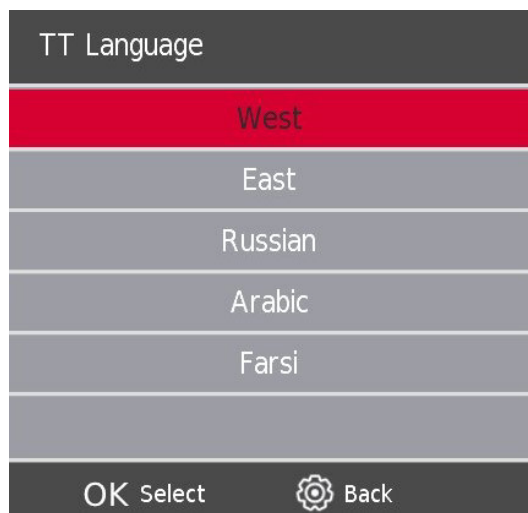 TT Language
West
East
Russian
Arabic
Farsi
OK Select Back